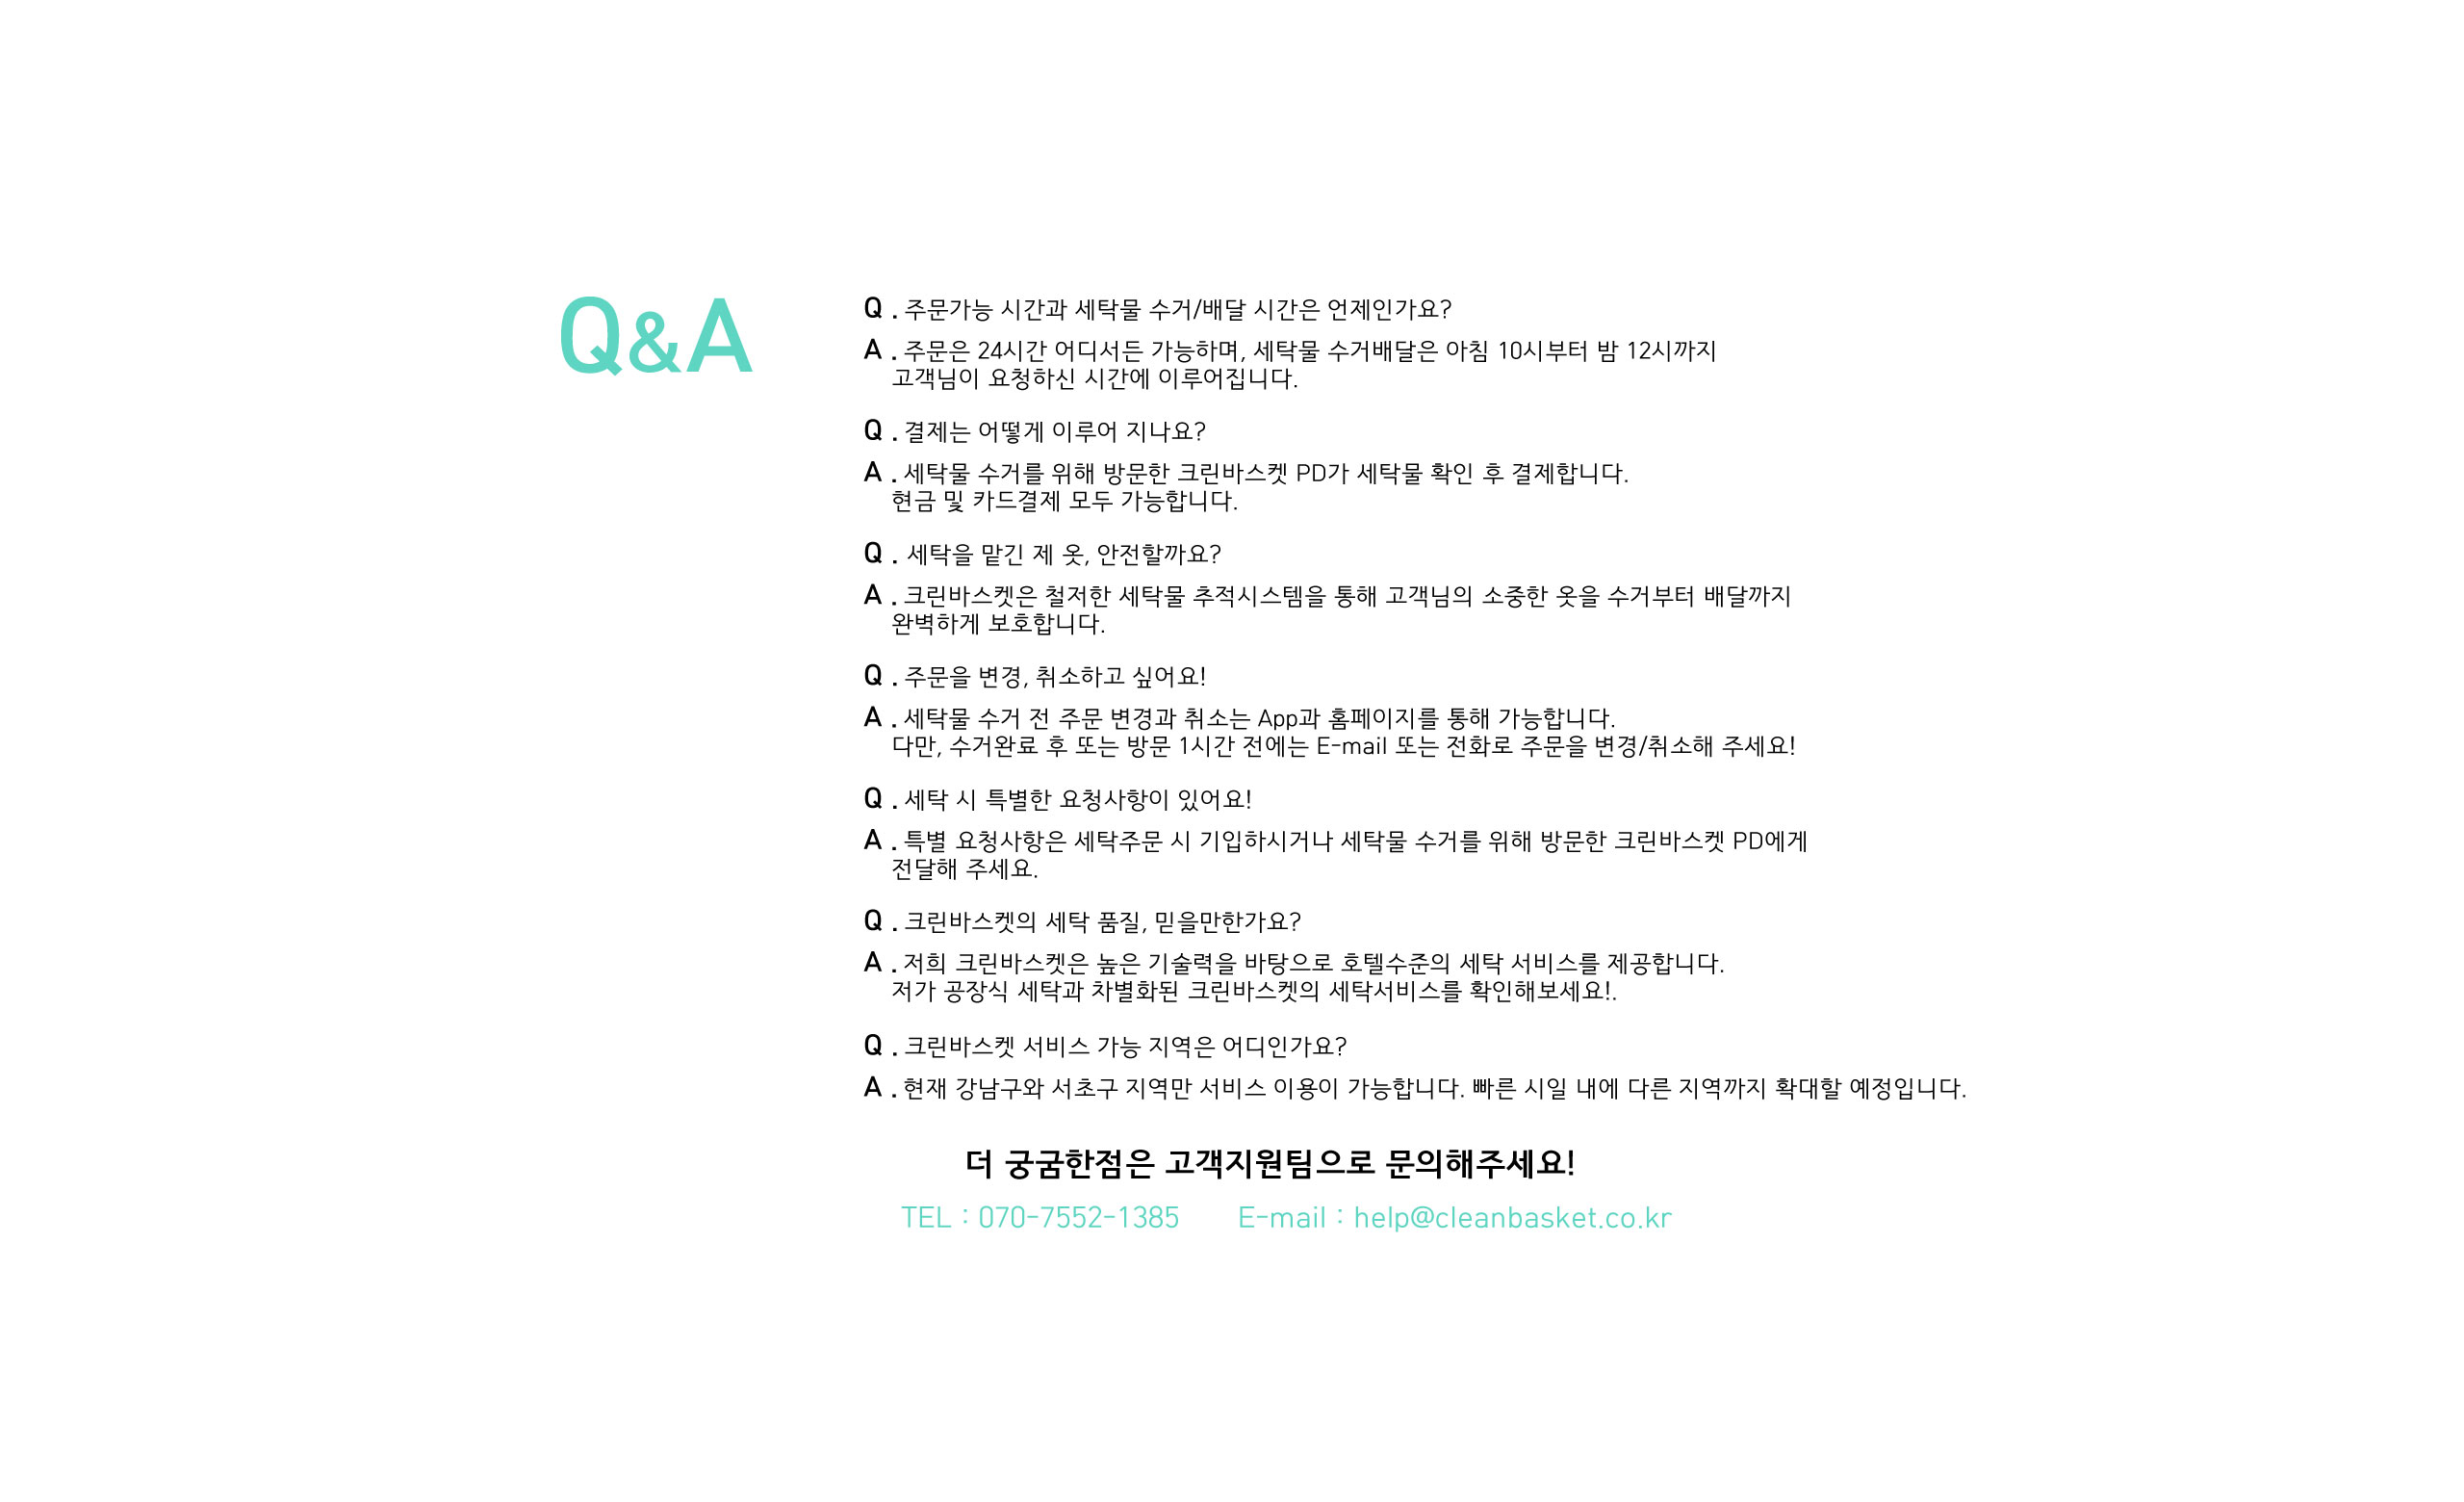 Q&A
Q . 주문가능 시간과 세탁물 수거/배달 시간은 언제인가요?
A . 주문은 24시간 어디서든 가능하며, 세탁물 수거배달은 아침 10시부터 밤 12시까지
고객님이 요청하신 시간에 이루어집니다.
Q . 결제는 어떻게 이루어 지나요?
A . 세탁물 수거를 위해 방문한 크린바스켓 PD가 세탁물 확인 후 결제합니다.
현금 및 카드결제 모두 가능합니다.
Q . 세탁을 맡긴 제 옷, 안전할까요?
A . 크린바스켓은 철저한 세탁물 추적시스템을 통해 고객님의 소중한 옷을 수거부터 배달까지
완벽하게 보호합니다.
Q . 주문을 변경, 취소하고 싶어요!
A . 세탁물 수거 전 주문 변경과 취소는 App과 홈페이지를 통해 가능합니다.
다만, 수거완료 후 또는 방문 1시간 전에는 E-mail 또는 전화로 주문을 변경/취소해 주세요!
Q . 세탁 시 특별한 요청사항이 있어요!
A . 특별 요청사항은 세탁주문 시 기입하시거나 세탁물 수거를 위해 방문한 크린바스켓 PD에게
전달해 주세요.
Q . 크린바스켓의 세탁 품질, 믿을만한가요?
A . 저희 크린바스켓은 높은 기술력을 바탕으로 호텔수준의 세탁 서비스를 제공합니다.
저가 공장식 세탁과 차별화된 크린바스켓의 세탁서비스를 확인해보세요!.
Q . 크린바스켓 서비스 가능 지역은 어디인가요?
A . 현재 강남구와 서초구 지역만 서비스 이용이 가능합니다. 빠른 시일 내에 다른 지역까지 확대할 예정입니다.
더 궁굼한점은 고객지원팀으로 문의해주세요!
TEL : 070-7552-1385 E-mail : help@cleanbasket.co.kr